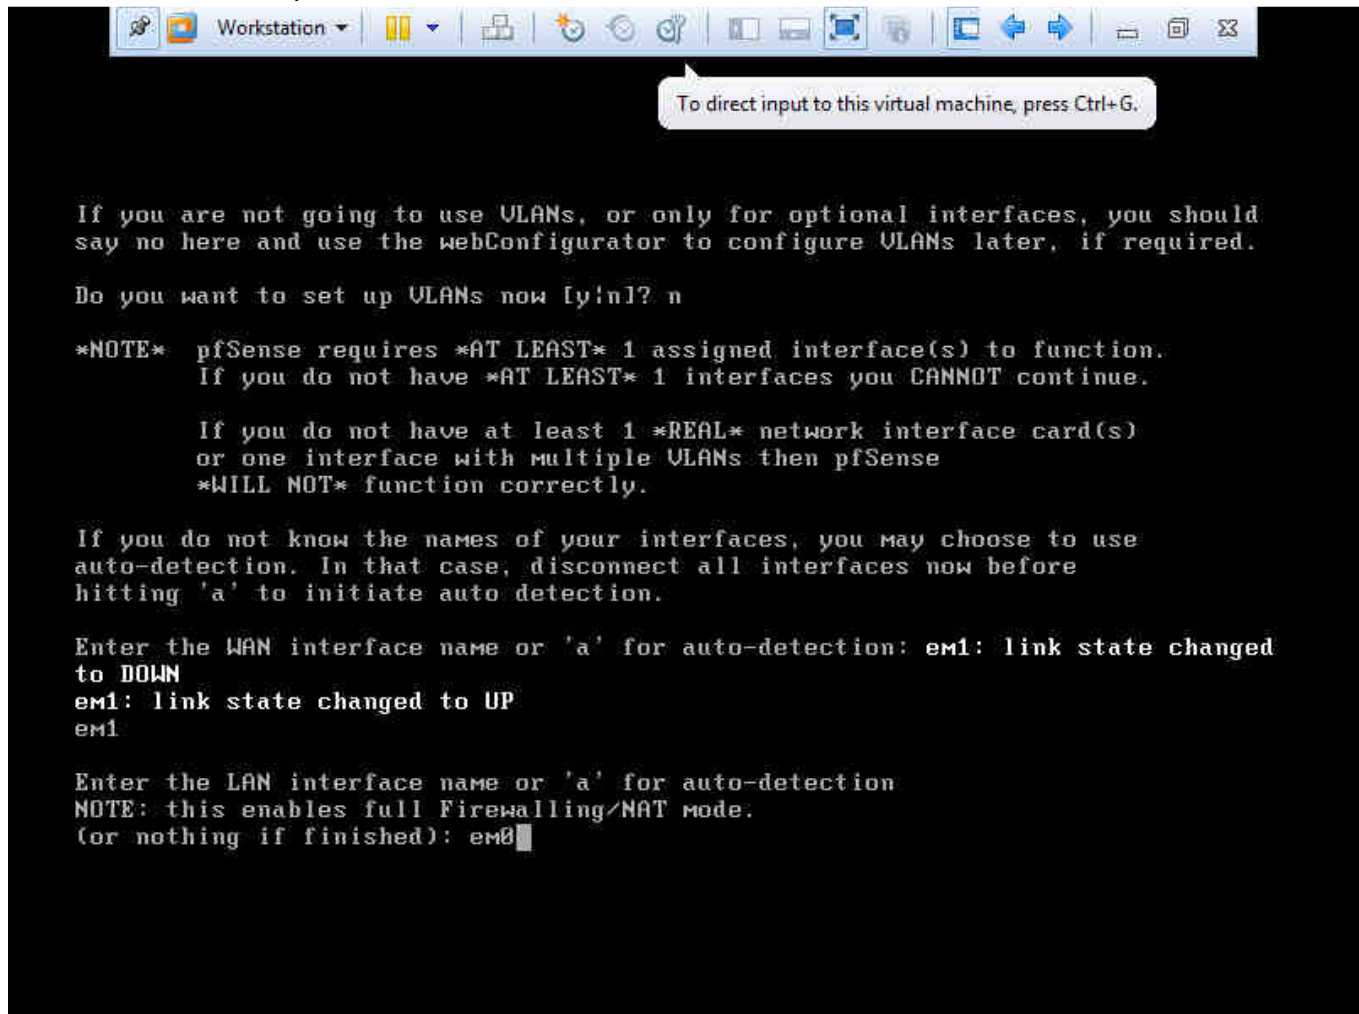 Workstation
To direct input to this virtual machine, press Ctrl+G.
If you are not going to use VLANs, or only for optional interfaces, you should
say no here and use the webConfigurator to configure VLANs later, if required.
Do you want to set up VLANs now [y¦n]? n
*NOTE*  pfSense requires *AT LEAST* 1 assigned interface(s) to function.
If you do not have *AT LEAST* 1 interfaces you CANNOT continue.
If you do not have at least 1 *REAL* network interface card(s)
or one interface with multiple VLANs then pfSense
*WILL NOT* function correctly.
If you do not know the names of your interfaces, you may choose to use
auto-detection. In that case, disconnect all interfaces now before
hitting 'a' to initiate auto detection.
Enter the WAN interface name or 'a' for auto-detection: em1: link state changed
to DOWN
em1: link state changed to UP
em1
Enter the LAN interface name or 'a' for auto-detection
NOTE: this enables full Firewalling/NAT mode.
(or nothing if finished): em0